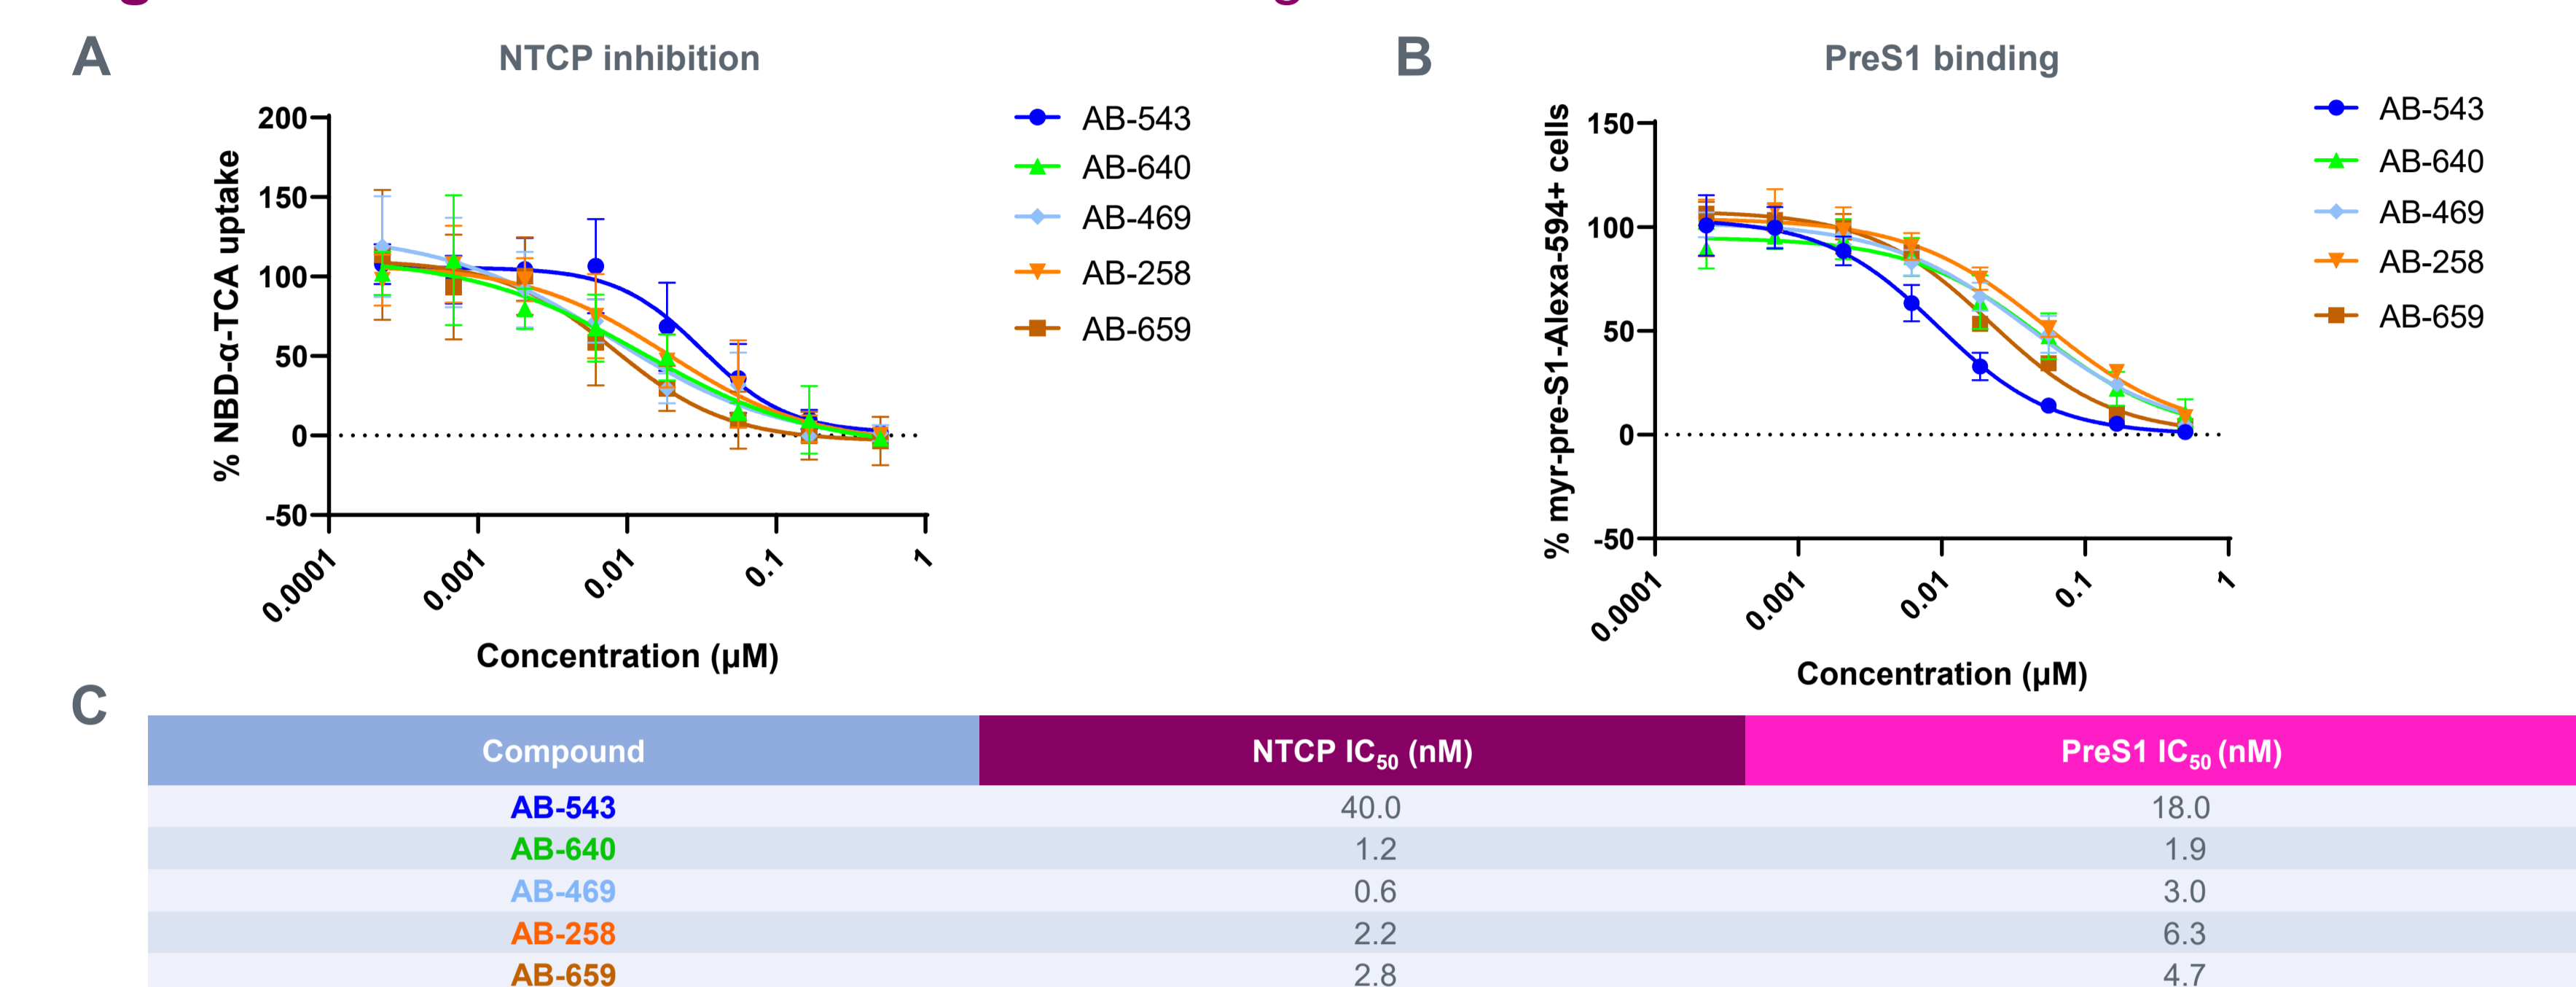 A
NTCP inhibition
% NBD-α-TCA uptake
200
150
100
50
0
-50
0.0001
0.001
0.01
0.1
1
Concentration (µM)
AB-543
AB-640
AB-469
AB-258
AB-659
B
PreS1 binding
% myr-pre-S1-Alexa-594+ cells
150
100
50
0
-50
0.0001
0.001
0.01
0.1
1
Concentration (µM)
AB-543
AB-640
AB-469
AB-258
AB-659
C
Compound NTCP IC50 (nM) PreS1 IC50 (nM)
AB-543 40.0 18.0
AB-640 1.2 1.9
AB-469 0.6 3.0
AB-258 2.2 6.3
AB-659 2.8 4.7